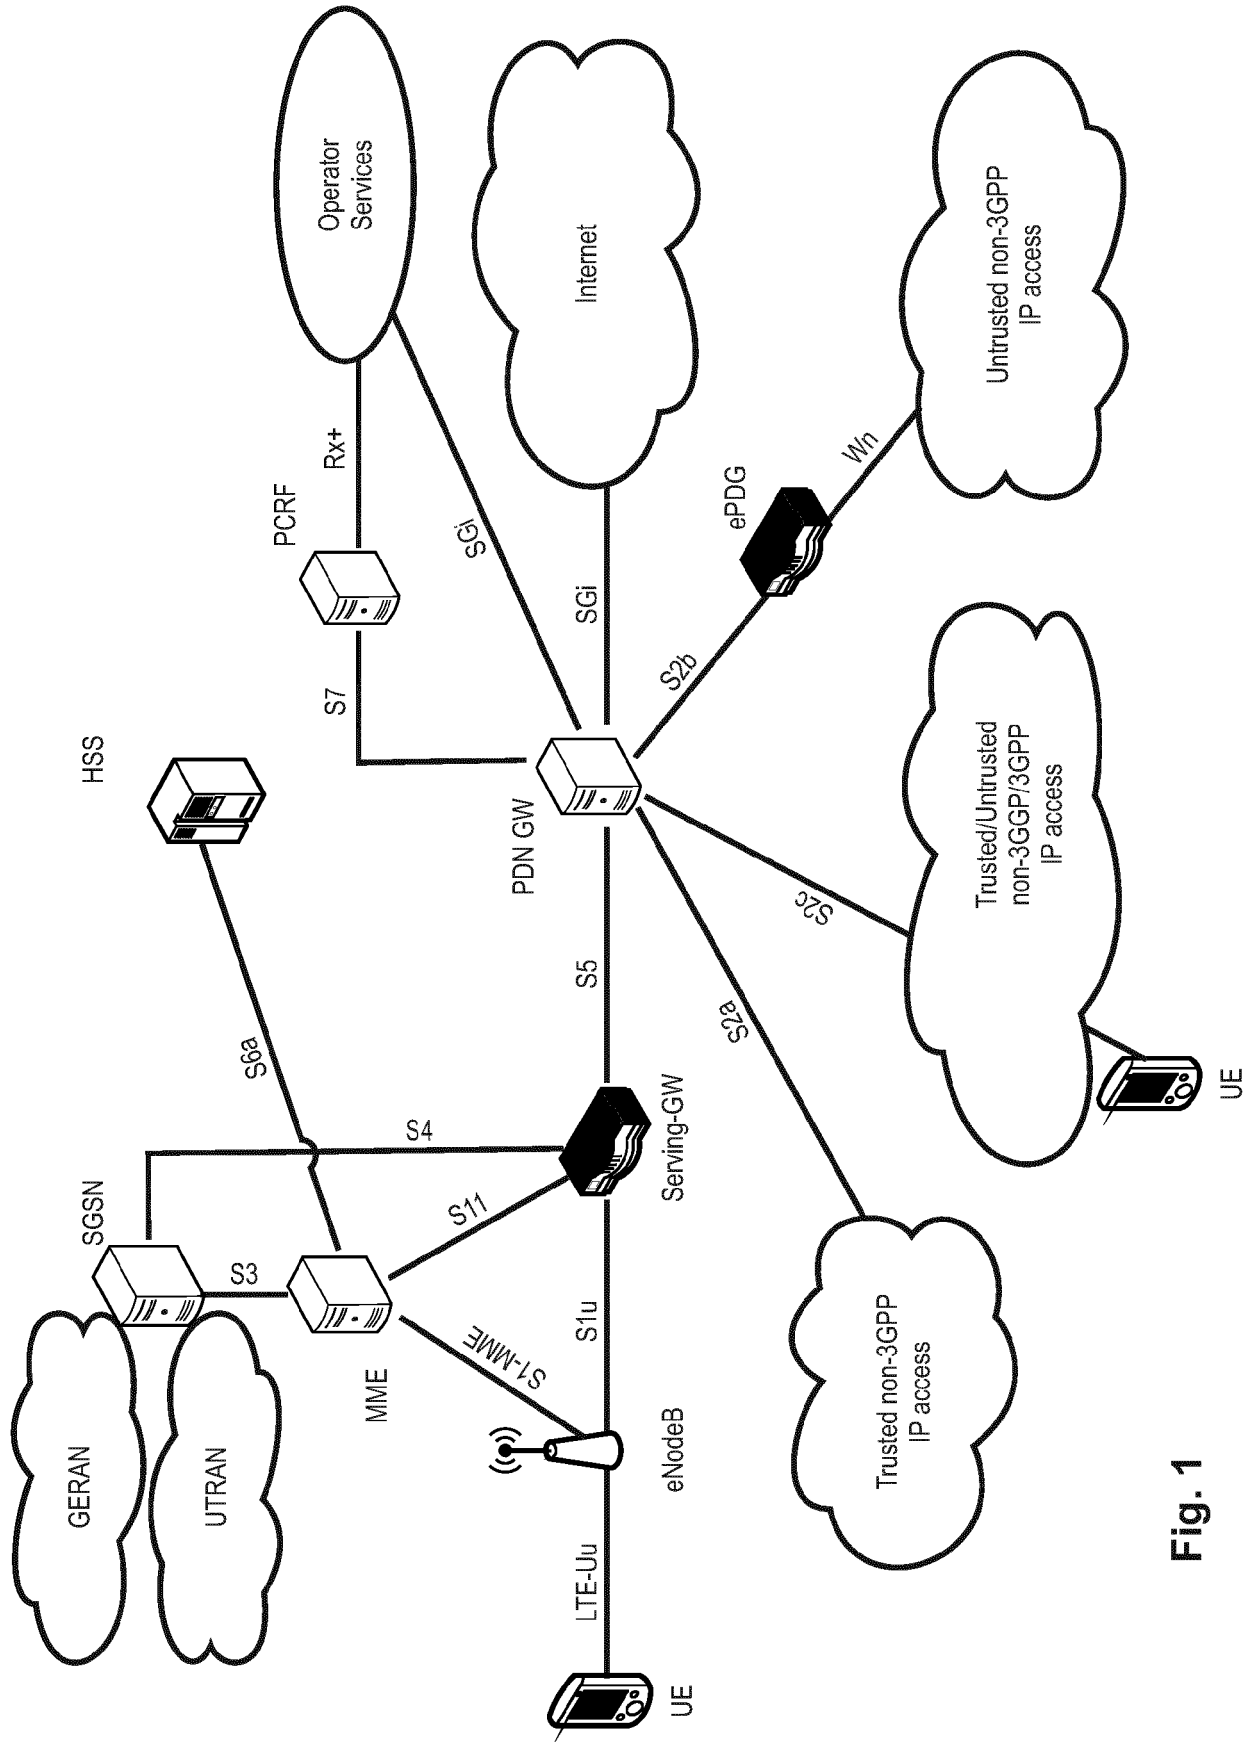 GERAN
UTRAN
SGSN
S3
MME
S6a
HSS
S4
S11
S1-MME
UE
LTE-Uu
eNodeB
S1u
Serving-GW
S5
PDN GW
S7
PCRF
Rx+
Operator
Services
SGi
SGi
Internet
S2a
S2c
S2b
ePDG
Wn
Trusted non-3GPP
IP access
Trusted/Untrusted
non-3GGP/3GPP
IP access
UE
Untrusted non-3GPP
IP access
Fig. 1